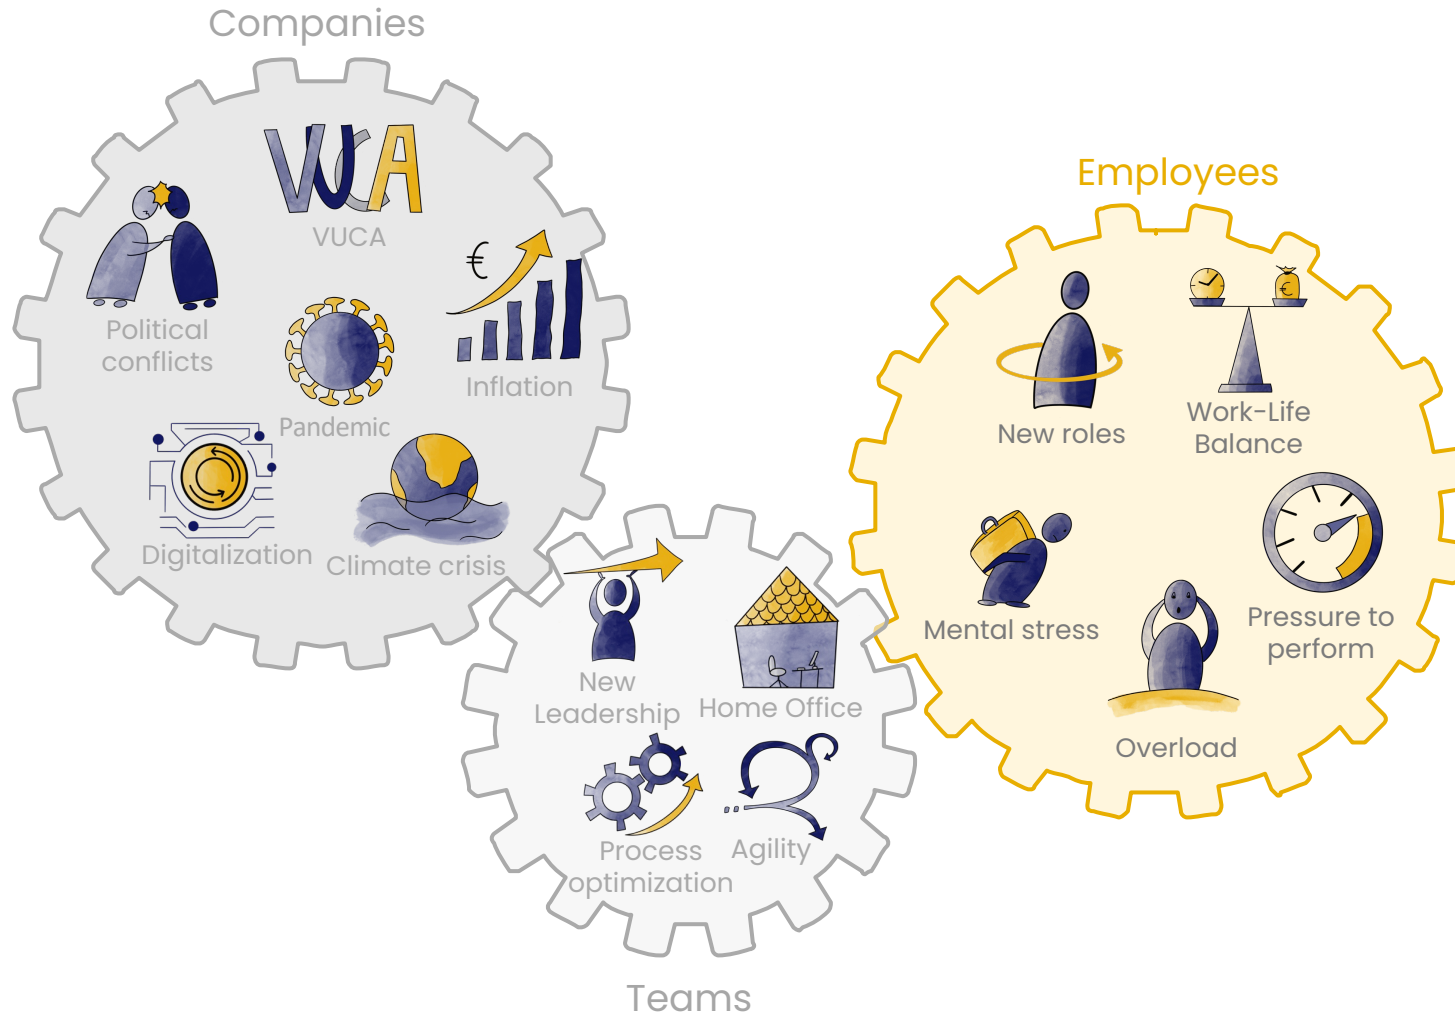 Companies
VUCA
VUCA
Political
conflicts
€
Inflation
Pandemic
Digitalization
Climate crisis
Employees
€
New roles
Work-Life
Balance
Mental stress
Pressure to
perform
Overload
New
Leadership
Home Office
Process
optimization
Agility
Teams